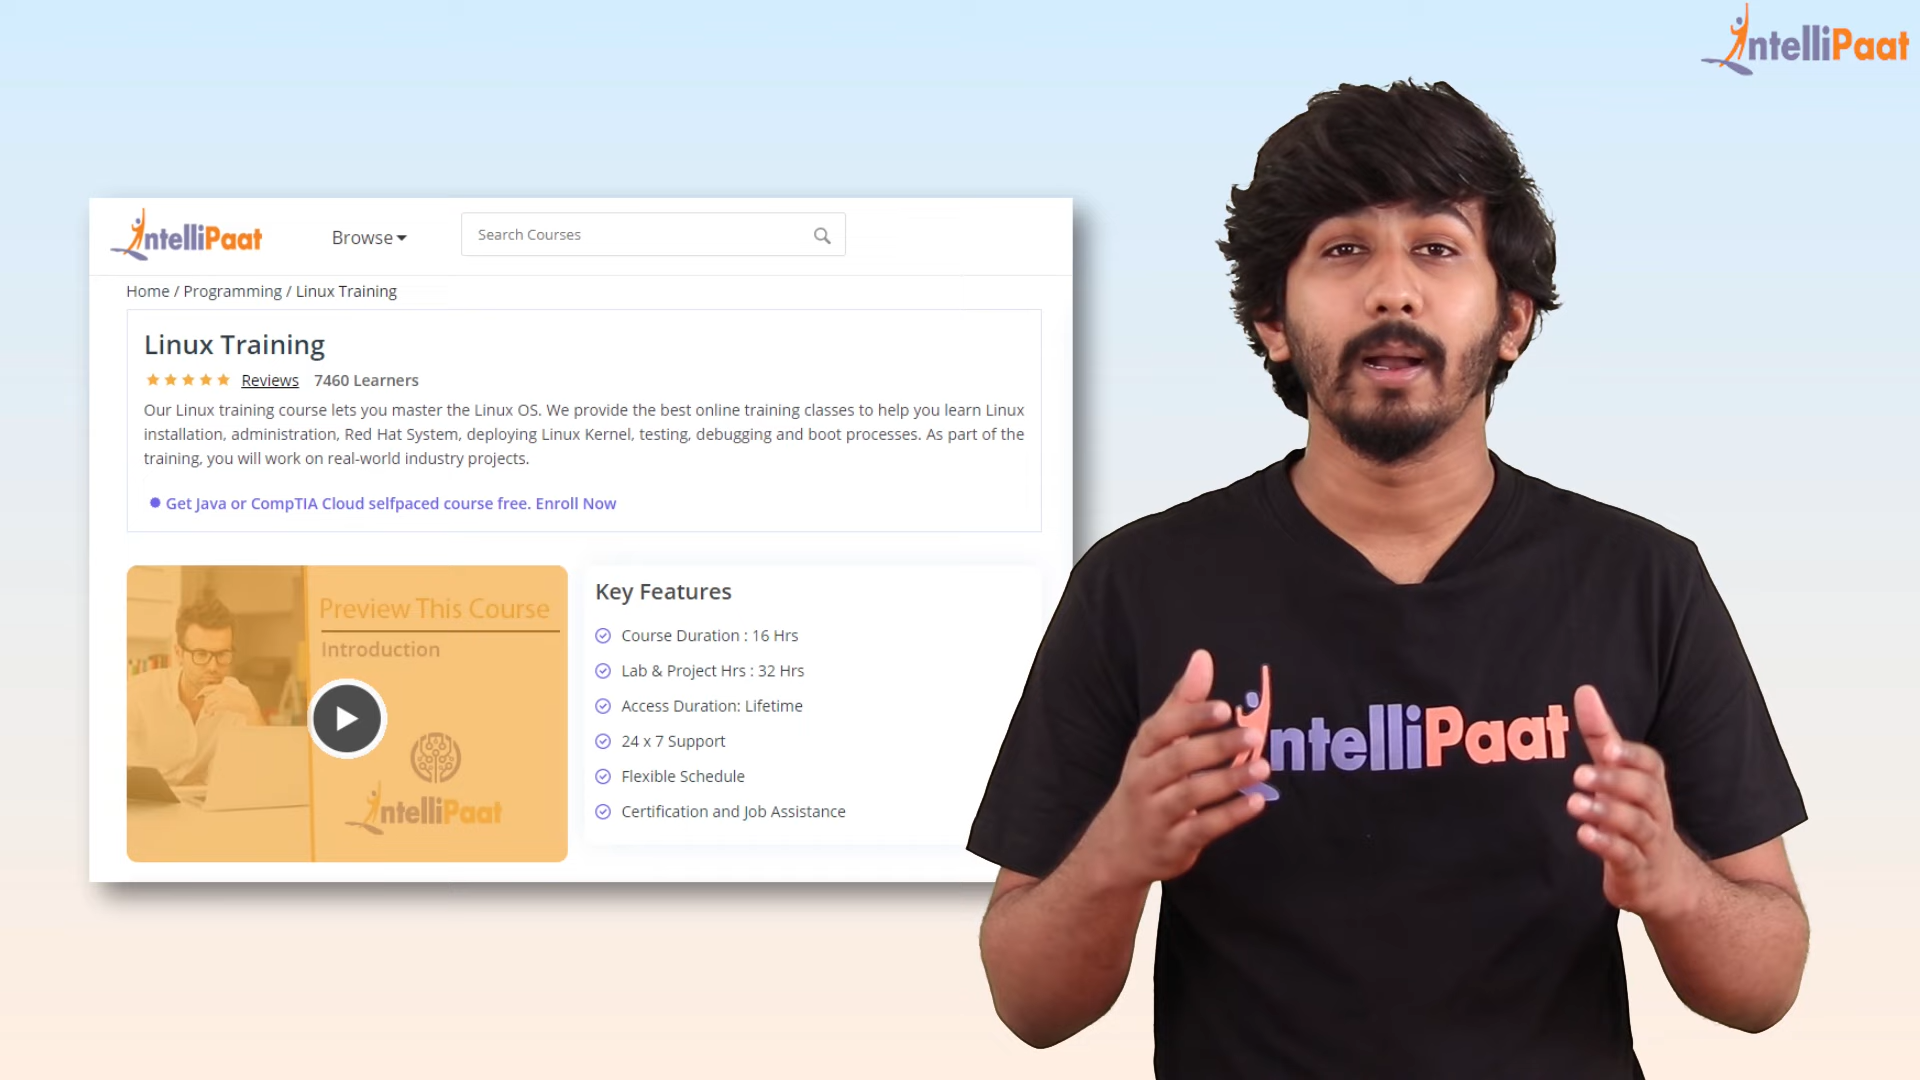 IntelliPaat
IntelliPaat
Browse
Search Courses
Home / Programming / Linux Training
Linux Training
Reviews 7460 Learners
Our Linux training course lets you master the Linux OS. We provide the best online training classes to help you learn Linux
installation, administration, Red Hat System, deploying Linux Kernel, testing, debugging and boot processes. As part of the
training, you will work on real-world industry projects.
Get Java or CompTIA Cloud selfpaced course free. Enroll Now
Preview This Course
Introduction
IntelliPaat
Key Features
Course Duration : 16 Hrs
Lab & Project Hrs : 32 Hrs
Access Duration: Lifetime
24 x 7 Support
Flexible Schedule
Certification and Job Assistance
IntelliPaat